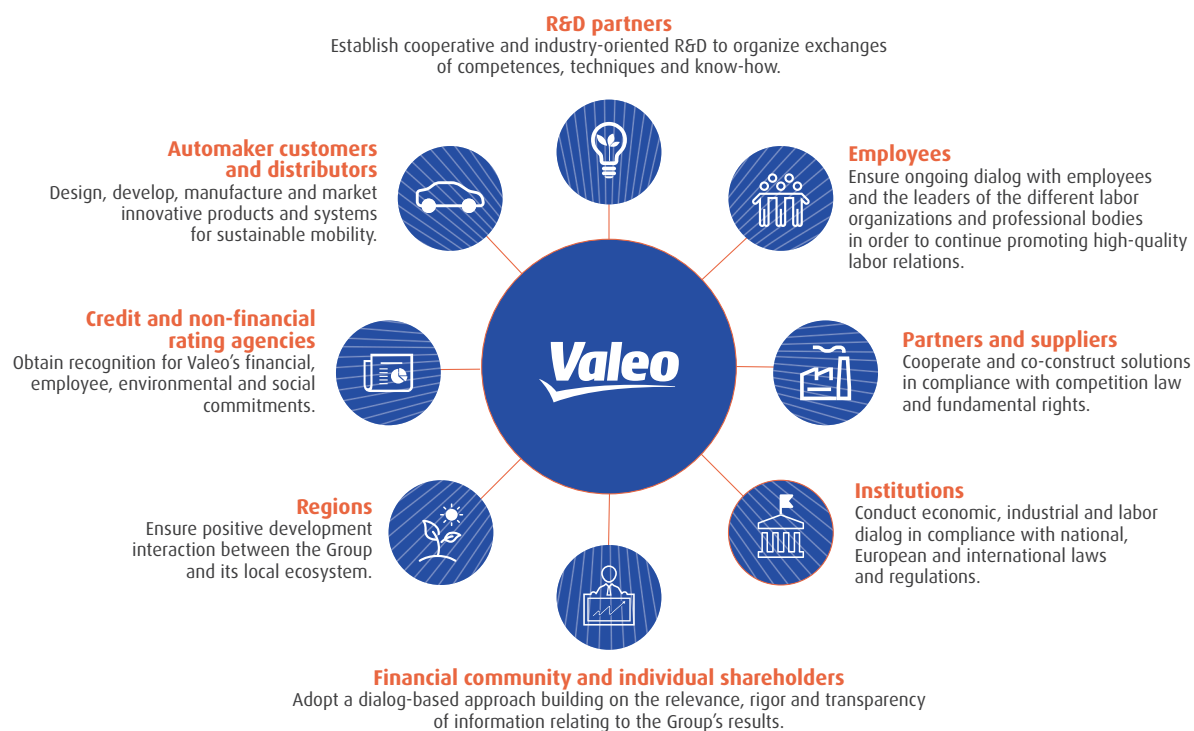 R&D partners
Establish cooperative and industry-oriented R&D to organize exchanges
of competences, techniques and know-how.
Automaker customers
and distributors
Design, develop, manufacture and market
innovative products and systems
for sustainable mobility.
Employees
Ensure ongoing dialog with employees
and the leaders of the different labor
organizations and professional bodies
in order to continue promoting high-quality
labor relations.
Credit and non-financial
rating agencies
Obtain recognition for Valeo's financial,
employee, environmental and social
commitments.
Valeo
Partners and suppliers
Cooperate and co-construct solutions
in compliance with competition law
and fundamental rights.
Regions
Ensure positive development
interaction between the Group
and its local ecosystem.
Institutions
Conduct economic, industrial and labor
dialog in compliance with national,
European and international laws
and regulations.
Financial community and individual shareholders
Adopt a dialog-based approach building on the relevance, rigor and transparency
of information relating to the Group's results.